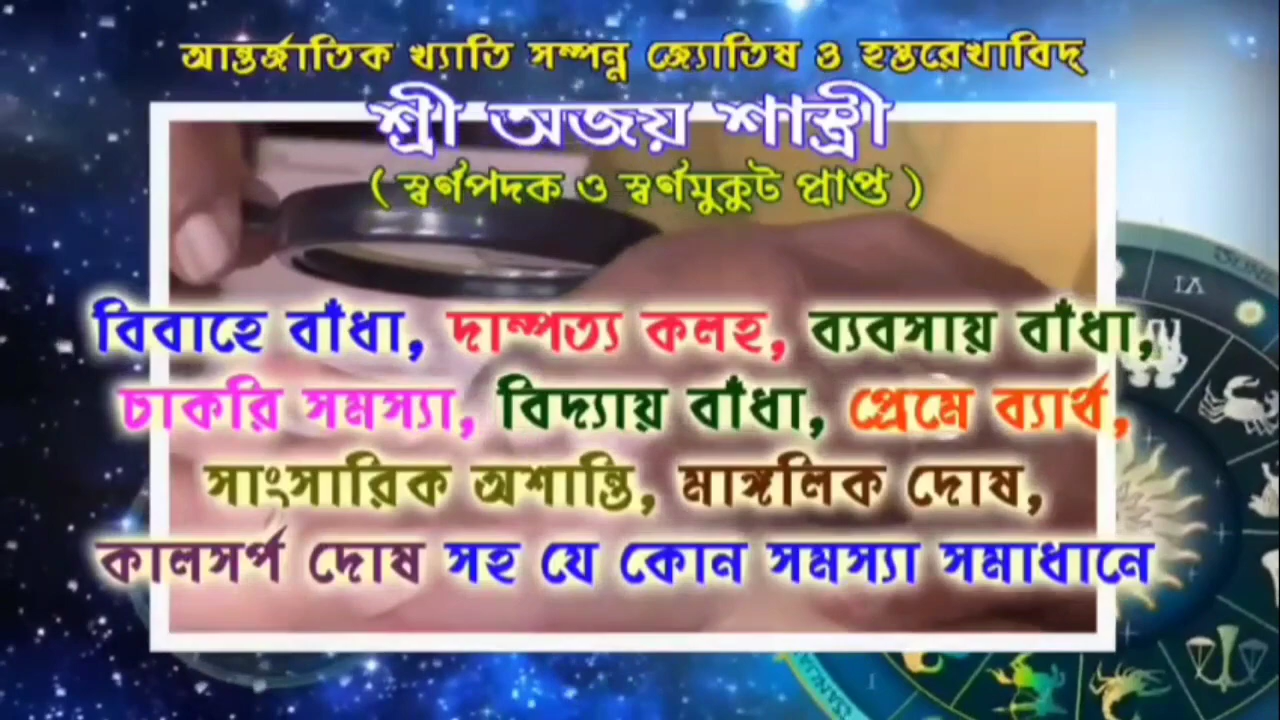 আন্তর্জাতিক খ্যাতি সম্পন্ন জ্যোতিষ ও হস্তরেখাবিদ্
শ্রী অজয় শাস্ত্রী
( স্বর্ণপদক ও স্বর্ণমুকুট প্রাপ্ত )
বিবাহে বাঁধা, দাম্পত্য কলহ, ব্যবসায় বাঁধা,
চাকরি সমস্যা, বিদ্যায় বাঁধা, প্রেমে ব্যার্থ,
সাংসারিক অশান্তি, মাঙ্গলিক দোষ,
কালসর্প দোষ সহ যে কোন সমস্যা সমাধানে